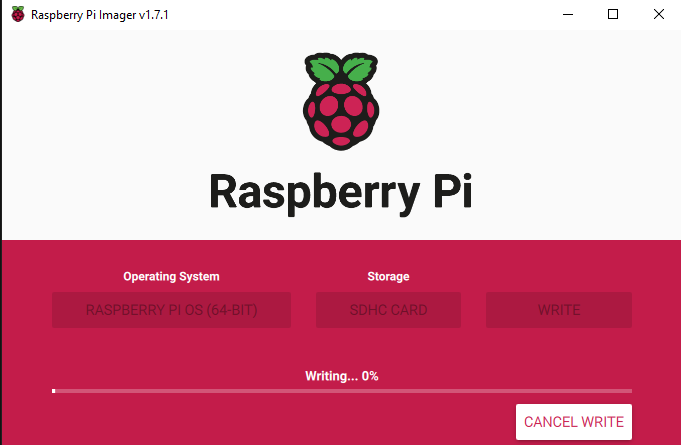 Raspberry Pi Imager v1.7.1
Raspberry Pi
Operating System
Storage
RASPBERRY PI OS (64-BIT)
SDHC CARD
WRITE
Writing... 0%
CANCEL WRITE